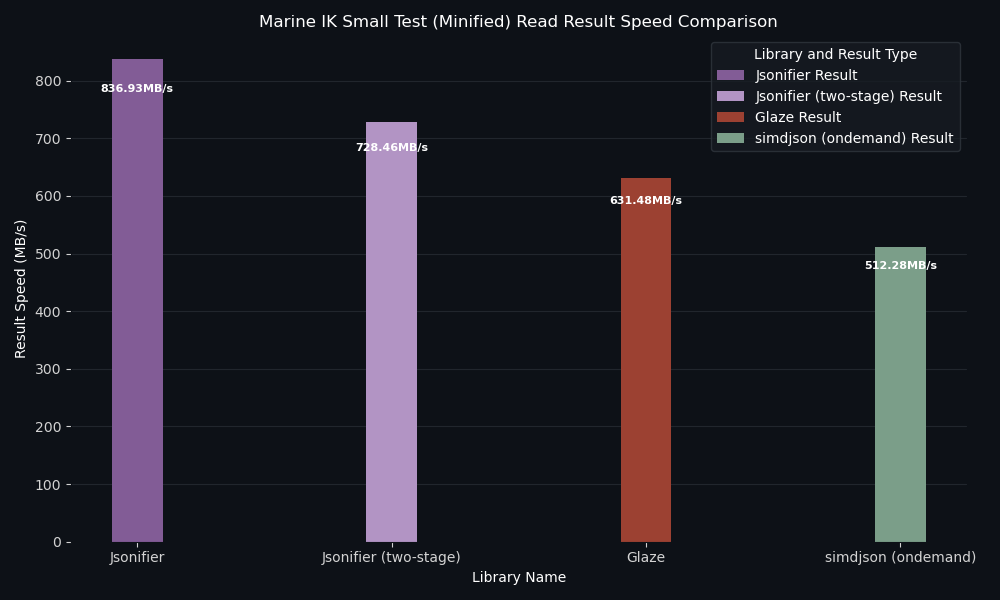 Marine IK Small Test (Minified) Read Result Speed Comparison
Library and Result Type
Jsonifier Result
Jsonifier (two-stage) Result
Glaze Result
simdjson (ondemand) Result
836.93MB/s
728.46MB/s
631.48MB/s
512.28MB/s
Result Speed (MB/s)
800
700
600
500
400
300
200
100
0
Jsonifier
Jsonifier (two-stage)
Glaze
simdjson (ondemand)
Library Name